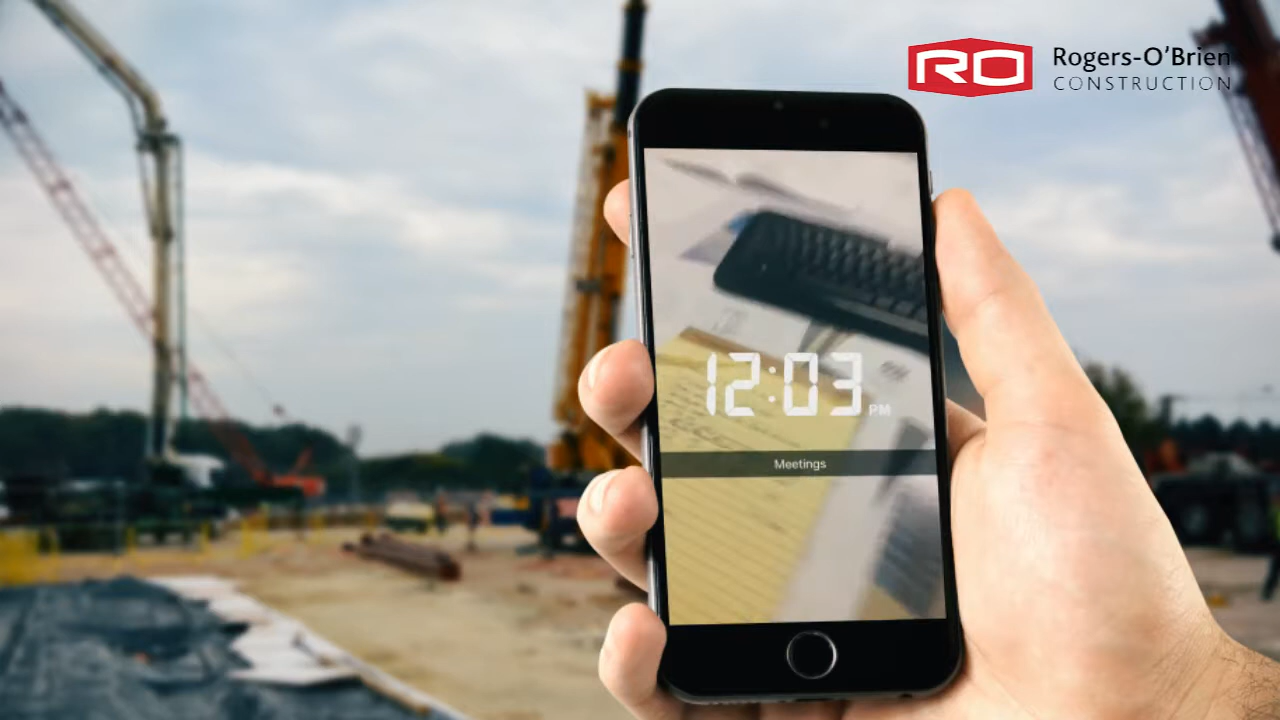 RO
Rogers-O'Brien
CONSTRUCTION
12:03 PM
Meetings